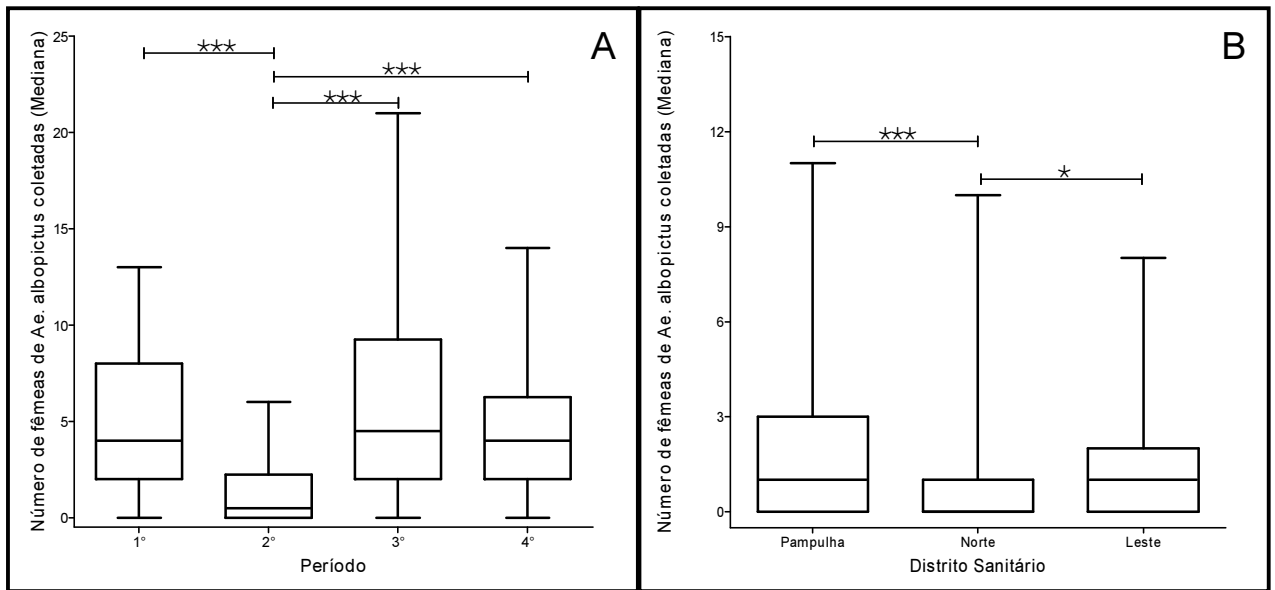 A
Número de fêmeas de Ae. albopictus coletadas (Mediana)
25
20
15
10
5
0
***
***
***
1°
2°
3°
4°
Período
B
Número de fêmeas de Ae. albopictus coletadas (Mediana)
15
12
9
6
3
0
***
*
Pampulha
Norte
Leste
Distrito Sanitário